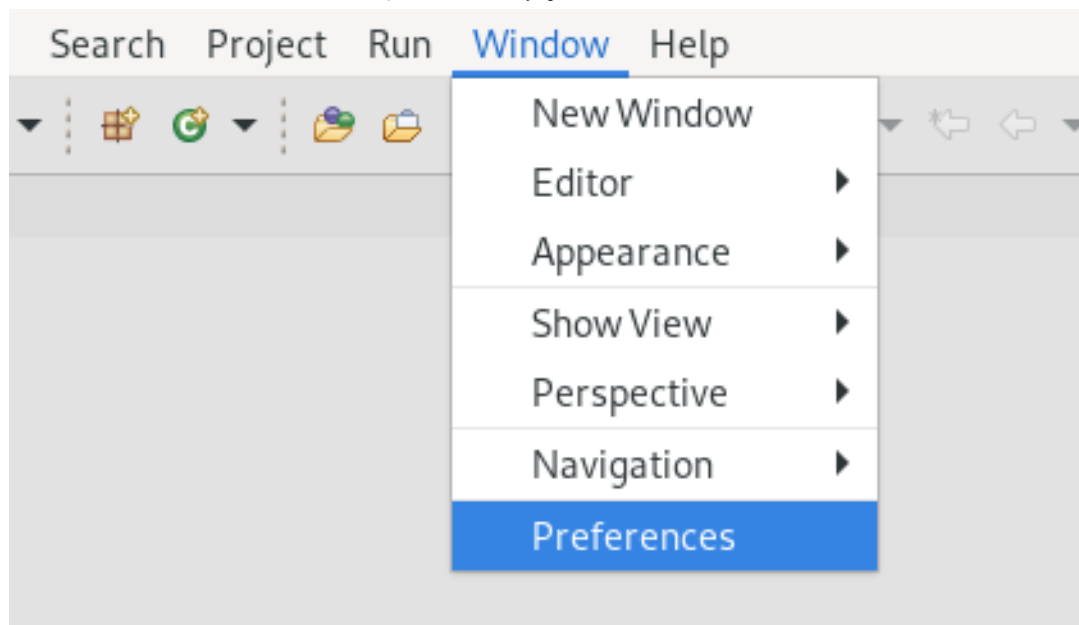 Search Project Run Window Help
New Window
Editor
Appearance
Show View
Perspective
Navigation
Preferences